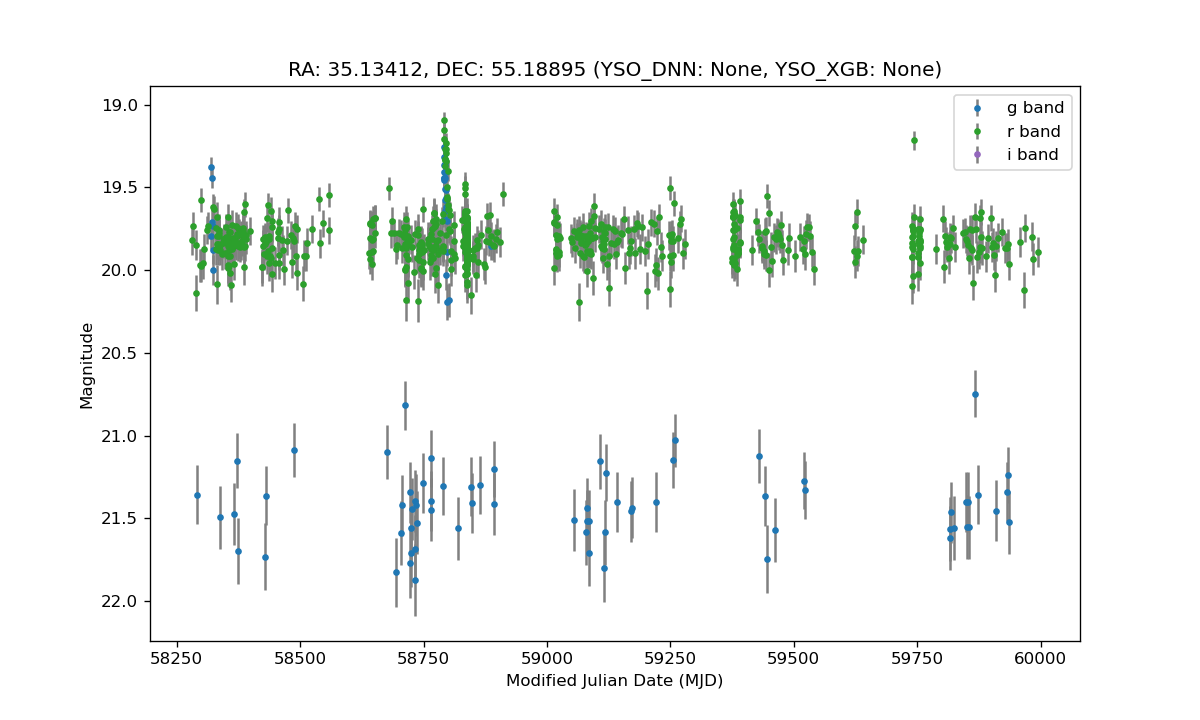 RA: 35.13412, DEC: 55.18895 (YSO_DNN: None, YSO_XGB: None)
g band
r band
i band
19.0
19.5
20.0
20.5
21.0
21.5
22.0
Magnitude
58250 58500 58750 59000 59250 59500 59750 60000
Modified Julian Date (MJD)